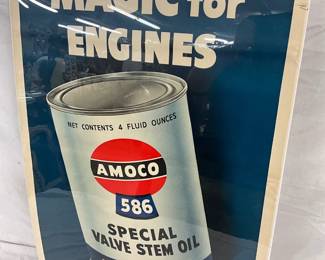 MAGIC for
ENGINES
NET CONTENTS 4 FLUID OUNCES
AMOCO
586
SPECIAL
VALVE STEM OIL